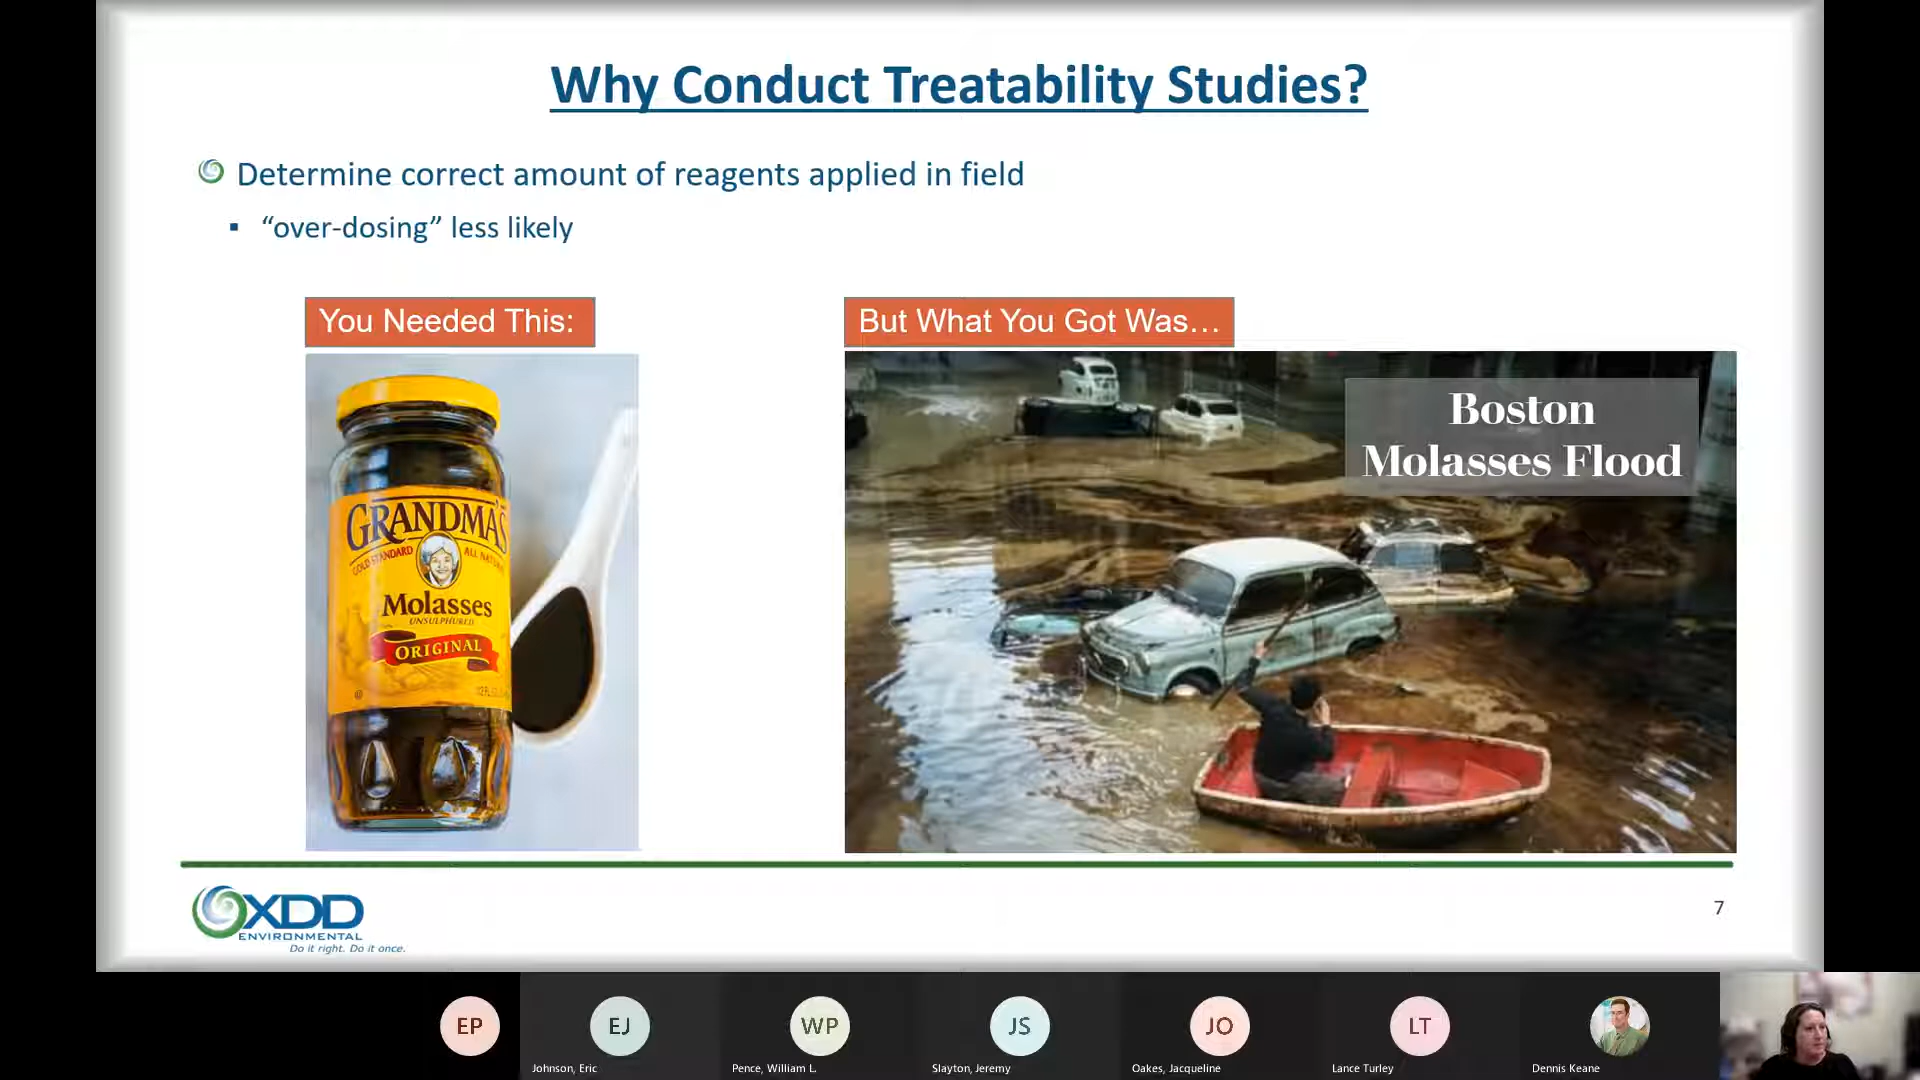 Why Conduct Treatability Studies?
Determine correct amount of reagents applied in field
“over-dosing” less likely
You Needed This:
But What You Got Was…
Boston
Molasses Flood
GRANDMA'S
GOLD STANDARD
ALL NATURAL
Molasses
UNSULPHURED
ORIGINAL
XDD
ENVIRONMENTAL
Do it right. Do it once.
7
EP
EJ
WP
JS
JO
LT
Johnson, Eric
Pence, William L.
Slayton, Jeremy
Oakes, Jacqueline
Lance Turley
Dennis Keane